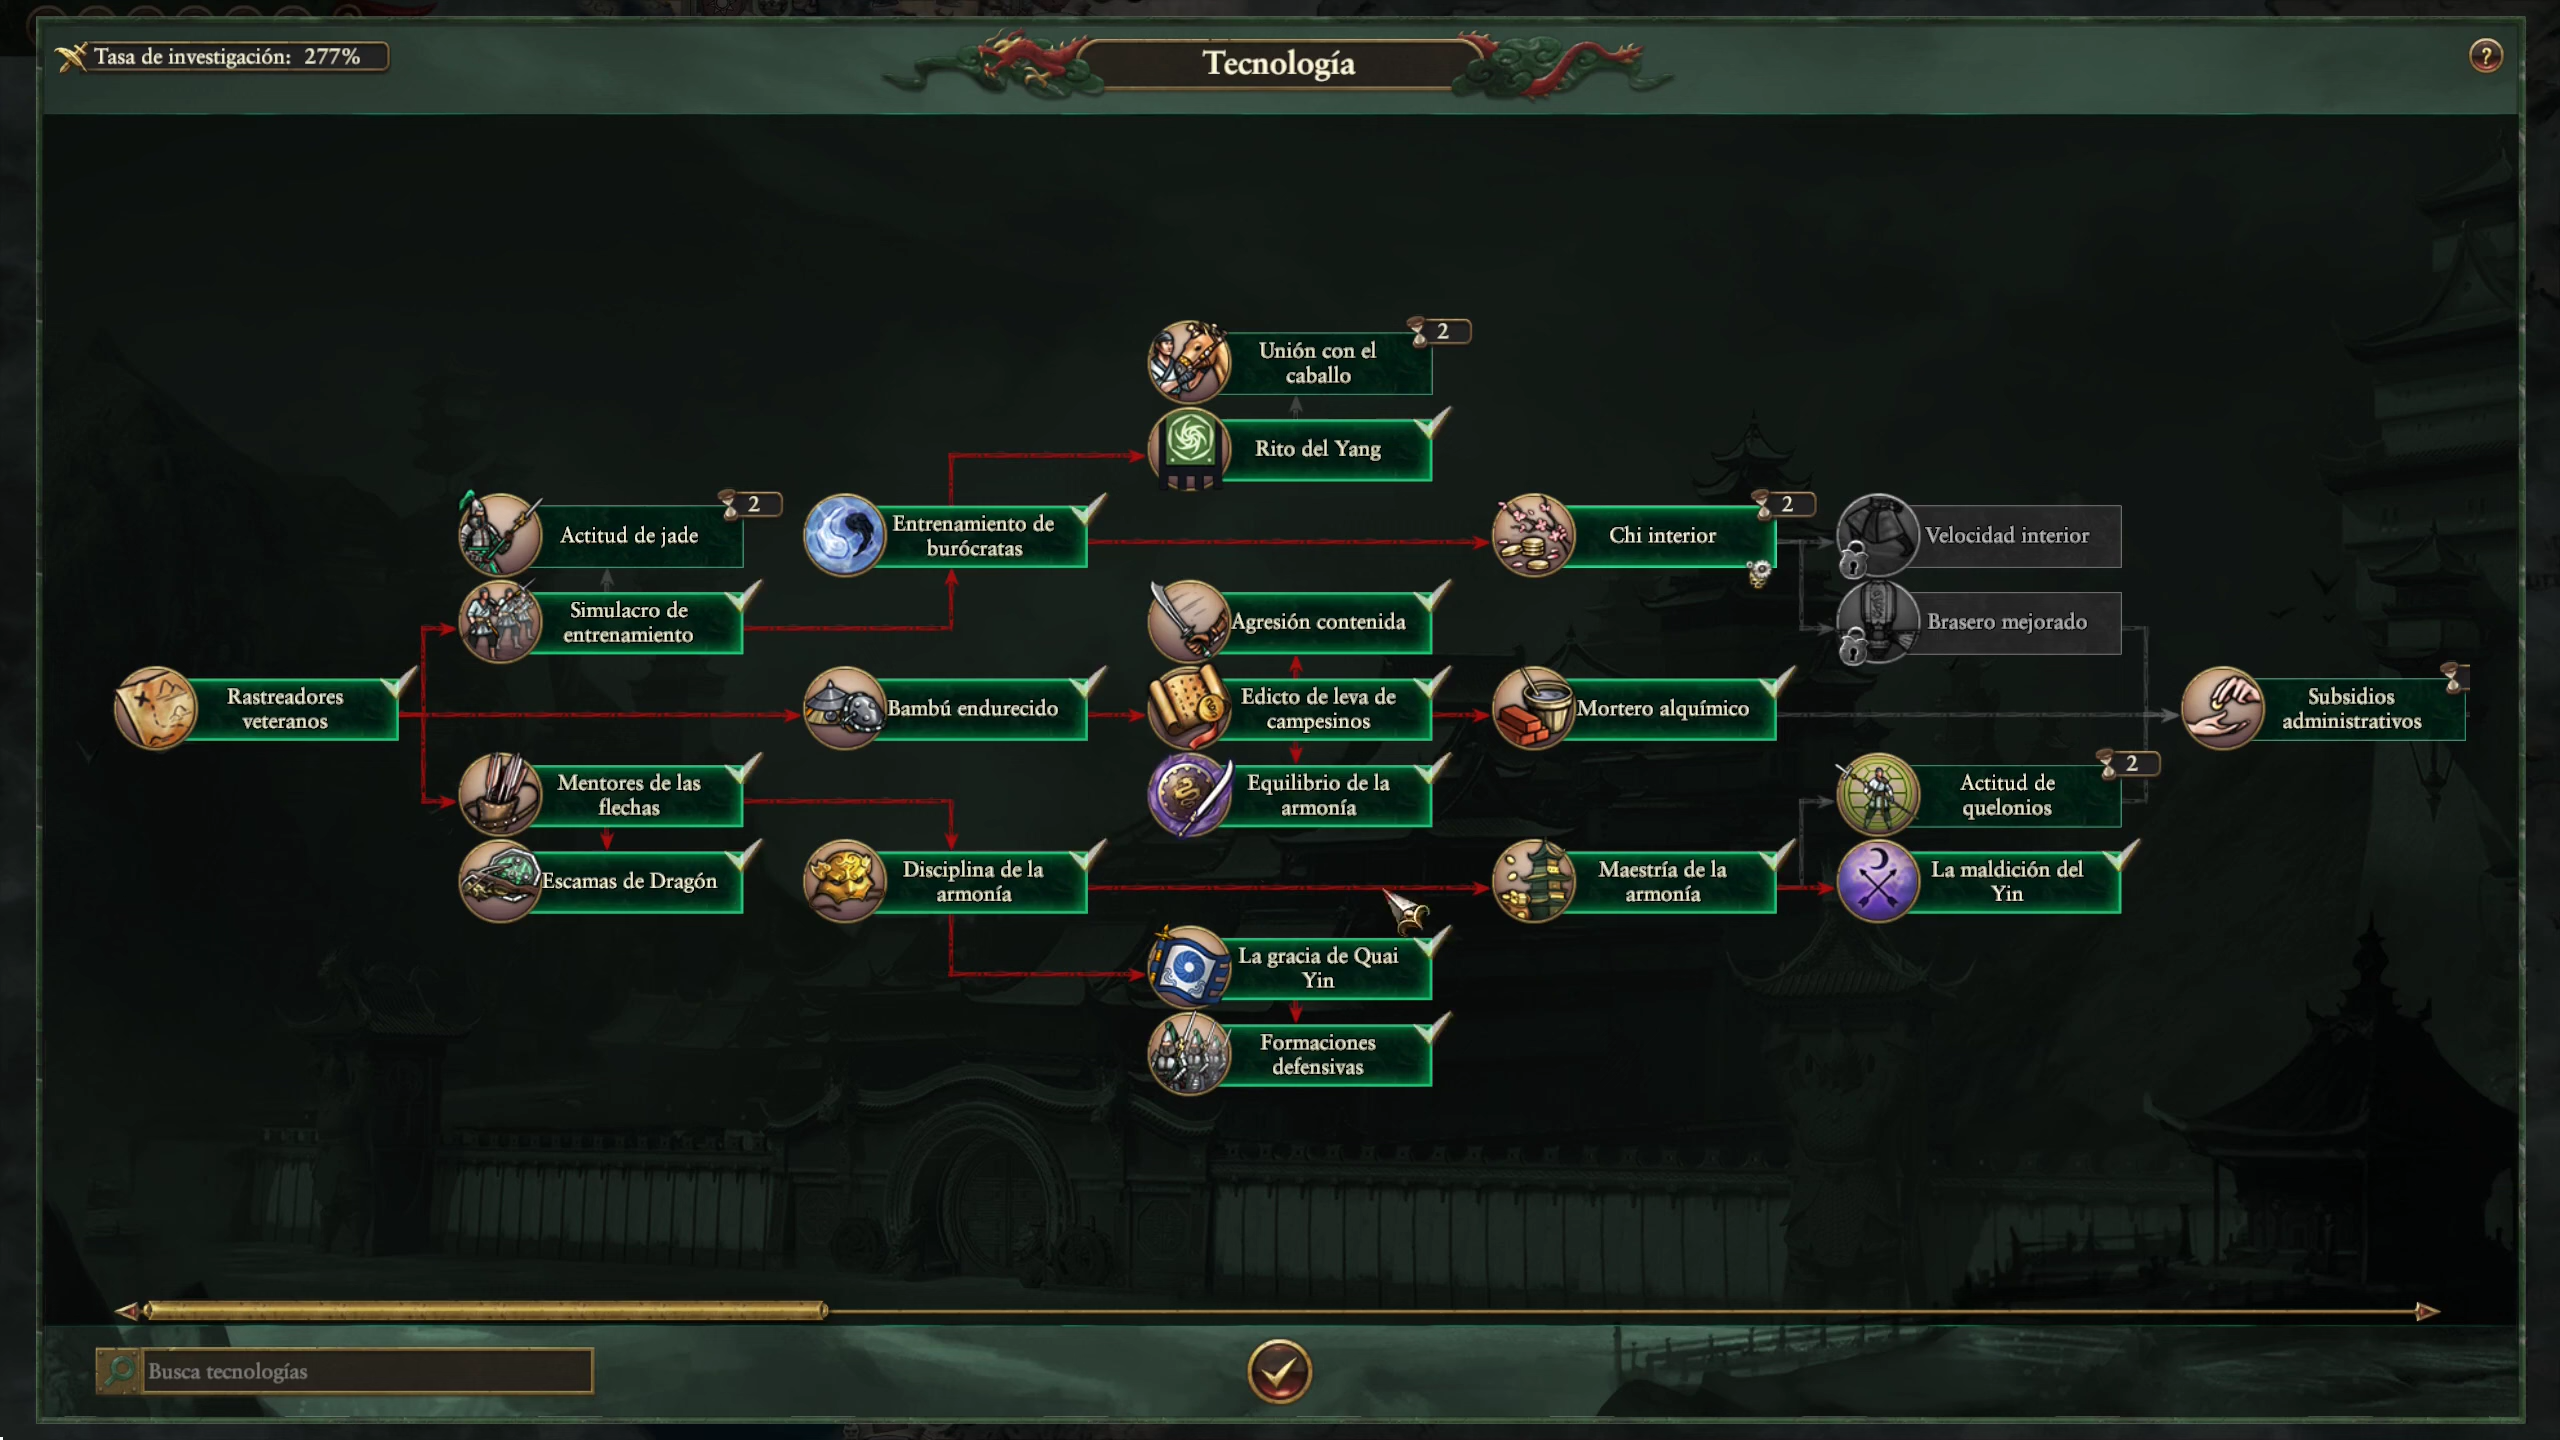 Tasa de investigación: 277%
Tecnología
?
2
Unión con el
caballo
Rito del Yang
2
Actitud de jade
Entrenamiento de
burócratas
2
Chi interior
Velocidad interior
Simulacro de
entrenamiento
Agresión contenida
Brasero mejorado
Rastreadores
veteranos
Bambú endurecido
Edicto de leva de
campesinos
Mortero alquímico
Subsidios
administrativos
Mentores de las
flechas
Equilibrio de la
armonía
2
Actitud de
quelonios
Escamas de Dragón
Disciplina de la
armonía
Maestría de la
armonía
La maldición del
Yin
La gracia de Quai
Yin
Formaciones
defensivas
Busca tecnologías